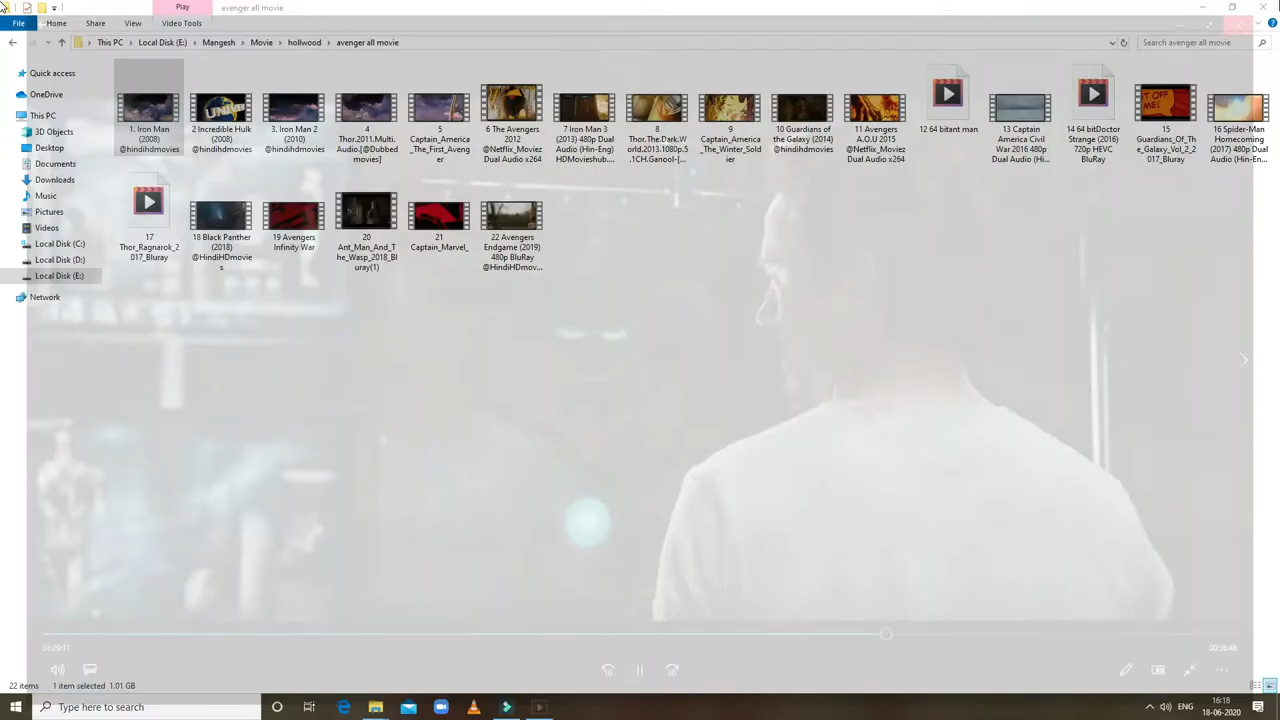 Play
avenger all movie
File
Home
Share
View
Video Tools
This PC
Local Disk (E:)
Mangesh
Movie
hollwood
avenger all movie
Search avenger all movie
Quick access
OneDrive
This PC
3D Objects
Desktop
Documents
Downloads
Music
Pictures
Videos
Local Disk (C:)
Local Disk (D:)
Local Disk (E:)
Network
1. Iron Man
(2008)
@hindihdmovies
2 Incredible Hulk
(2008)
@hindihdmovies
3. Iron Man 2
(2010)
@hindihdmovies
4
Thor.2011.Multi.
Audio.[@Dubbed
movies]
5
Captain_America
_The_First_Aveng
er
6 The Avengers
2012
@Netflix_Moviez
Dual Audio x264
7 Iron Man 3
(2013) 480p Dual
Audio (Hin-Eng)
HDMovieshub....
8
Thor.The.Dark.W
orld.2013.1080p.5
.1CH.Ganool-[...
9
Captain_America
_The_Winter_Sol
dier
10 Guardians of
the Galaxy (2014)
@hindihdmovies
11 Avengers
A.O.U 2015
@Netflix_Moviez
Dual Audio x264
12 64 bitant man
13 Captain
America Civil
War 2016 480p
Dual Audio (Hi...
14 64 bitDoctor
Strange (2016)
720p HEVC
BluRay
15
Guardians_Of_Th
e_Galaxy_Vol_2_2
017_Bluray
16 Spider-Man
Homecoming
(2017) 480p Dual
Audio (Hin-En...
17
Thor_Ragnarok_2
017_Bluray
18 Black Panther
(2018)
@HindiHDmovie
s
19 Avengers
Infinity War
20
Ant_Man_And_T
he_Wasp_2018_Bl
uray(1)
21
Captain_Marvel_
22 Avengers
Endgame (2019)
480p BluRay
@HindiHDmov...
10
30
22 items
1 item selected 1.01 GB
Type here to search
ENG
16:18
18-06-2020